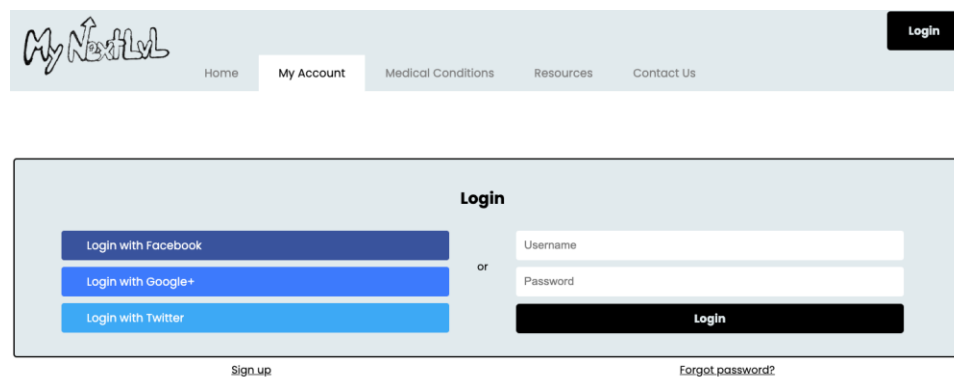 My NextLvL
Login
Home My Account Medical Conditions Resources Contact Us
Login
Login with Facebook
Login with Google+
Login with Twitter
or
Username
Password
Login
Sign up Forgot password?